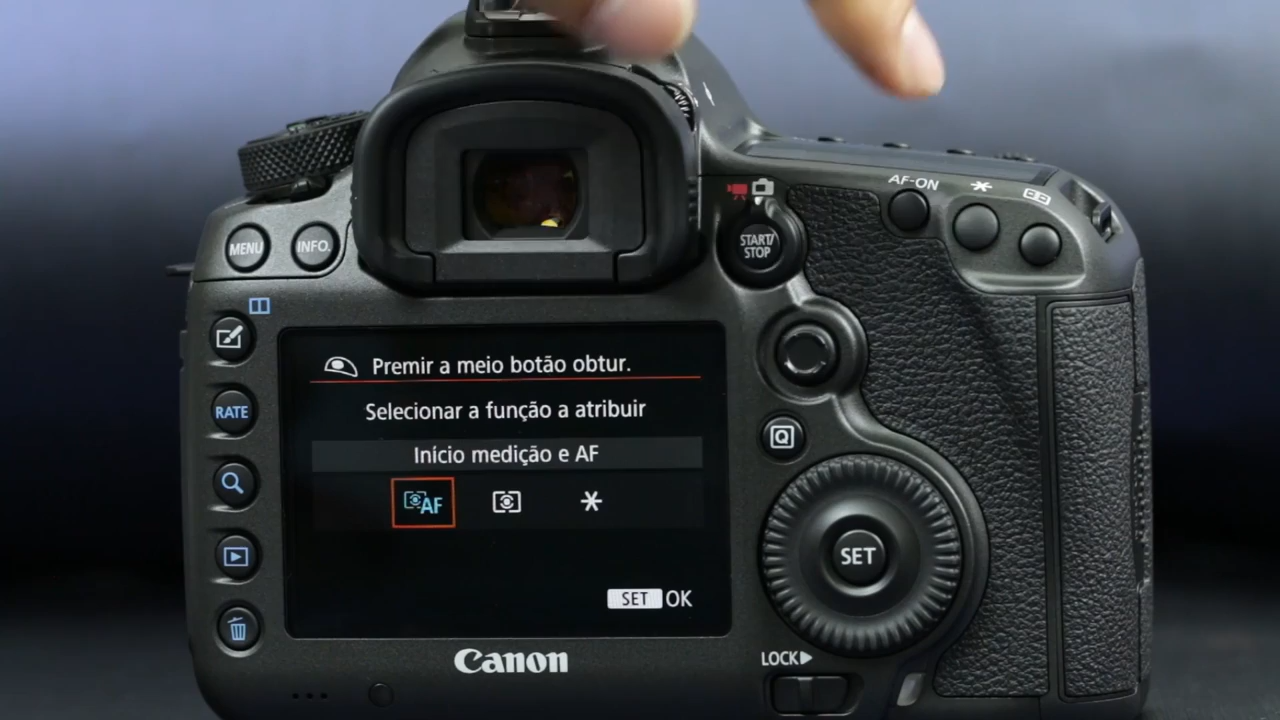 AF-ON
MENU
INFO.
START/
STOP
RATE
Premir a meio botão obtur.
Selecionar a função a atribuir
Início medição e AF
AF
Q
SET
SET OK
LOCK
Canon